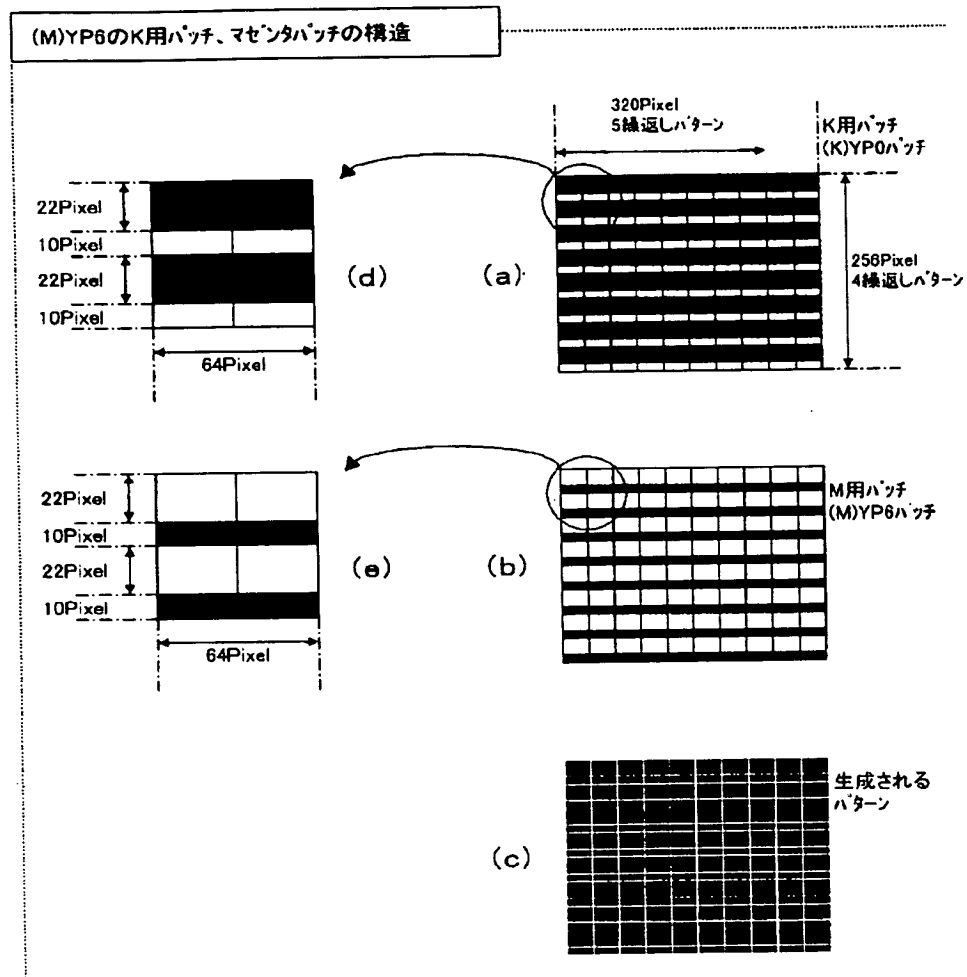 (M)YP6のK用パッチ、マゼンタパッチの構造
320Pixel
5繰返しパターン
K用パッチ
(K)YP0パッチ
22Pixel
10Pixel
22Pixel
10Pixel
64Pixel
(d)
(a)
256Pixel
4繰返しパターン
22Pixel
10Pixel
22Pixel
10Pixel
64Pixel
(e)
(b)
M用パッチ
(M)YP6パッチ
(c)
生成される
パターン